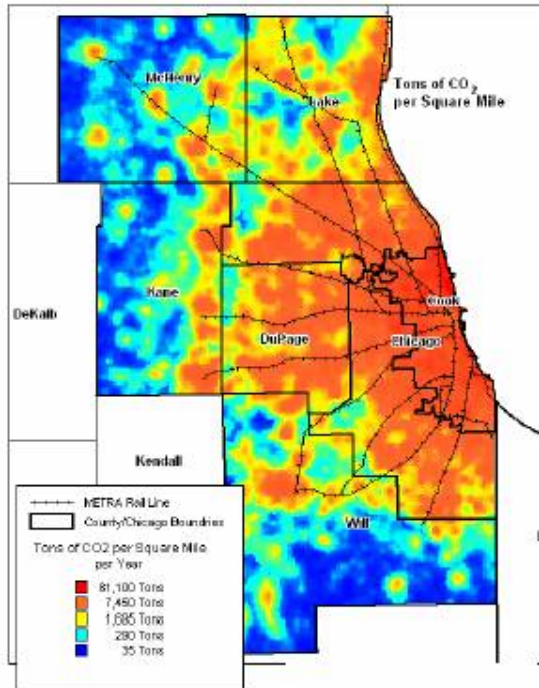 McHenry
Lake
Tons of CO2
per Square Mile
Kane
DeKalb
Cook
DuPage
Chicago
Kendall
Will
METRA Rail Line
County/Chicago Boundries
Tons of CO2 per Square Mile
per Year
81,100 Tons
7,450 Tons
1,685 Tons
290 Tons
35 Tons